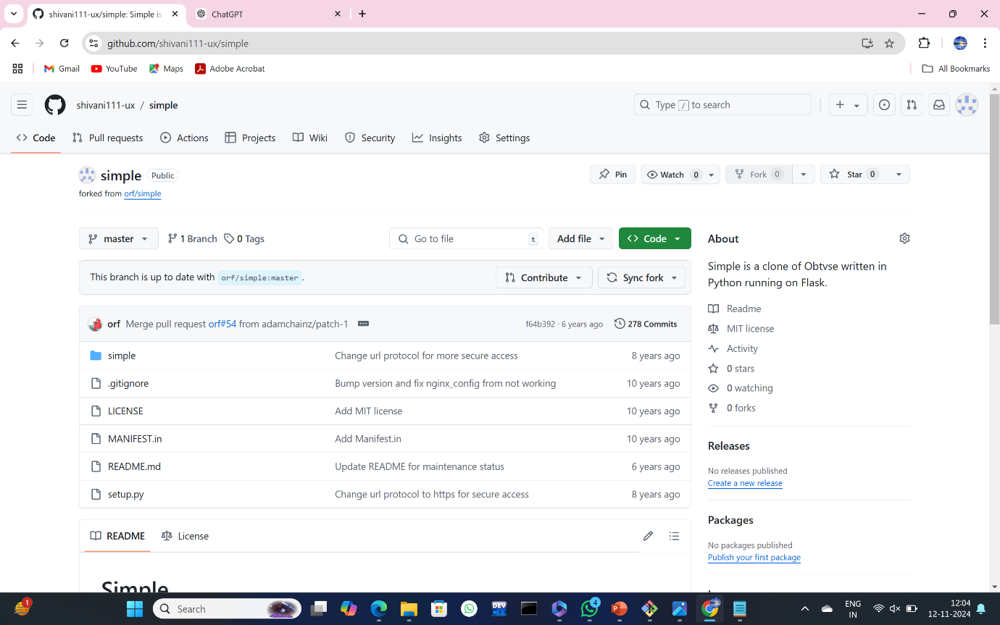 shivani111-ux/simple: Simple is
ChatGPT
github.com/shivani111-ux/simple
Gmail
YouTube
Maps
Adobe Acrobat
All Bookmarks
shivani111-ux / simple
Type / to search
Code
Pull requests
Actions
Projects
Wiki
Security
Insights
Settings
simple Public
Pin
Watch 0
Fork 0
Star 0
forked from orf/simple
master
1 Branch
0 Tags
Go to file t
Add file
Code
About
This branch is up to date with orf/simple:master .
Contribute
Sync fork
Simple is a clone of Obtvse written in
Python running on Flask.
Readme
MIT license
Activity
0 stars
0 watching
0 forks
orf Merge pull request orf#54 from adamchainz/patch-1
f64b392 · 6 years ago
278 Commits
simple Change url protocol for more secure access 8 years ago
.gitignore Bump version and fix nginx_config from not working 10 years ago
LICENSE Add MIT license 10 years ago
MANIFEST.in Add Manifest.in 10 years ago
README.md Update README for maintenance status 6 years ago
setup.py Change url protocol to https for secure access 8 years ago
Releases
No releases published
Create a new release
Packages
No packages published
Publish your first package
README
License
Simple
1
Search
DEV
4
ENG
IN
12:04
12-11-2024